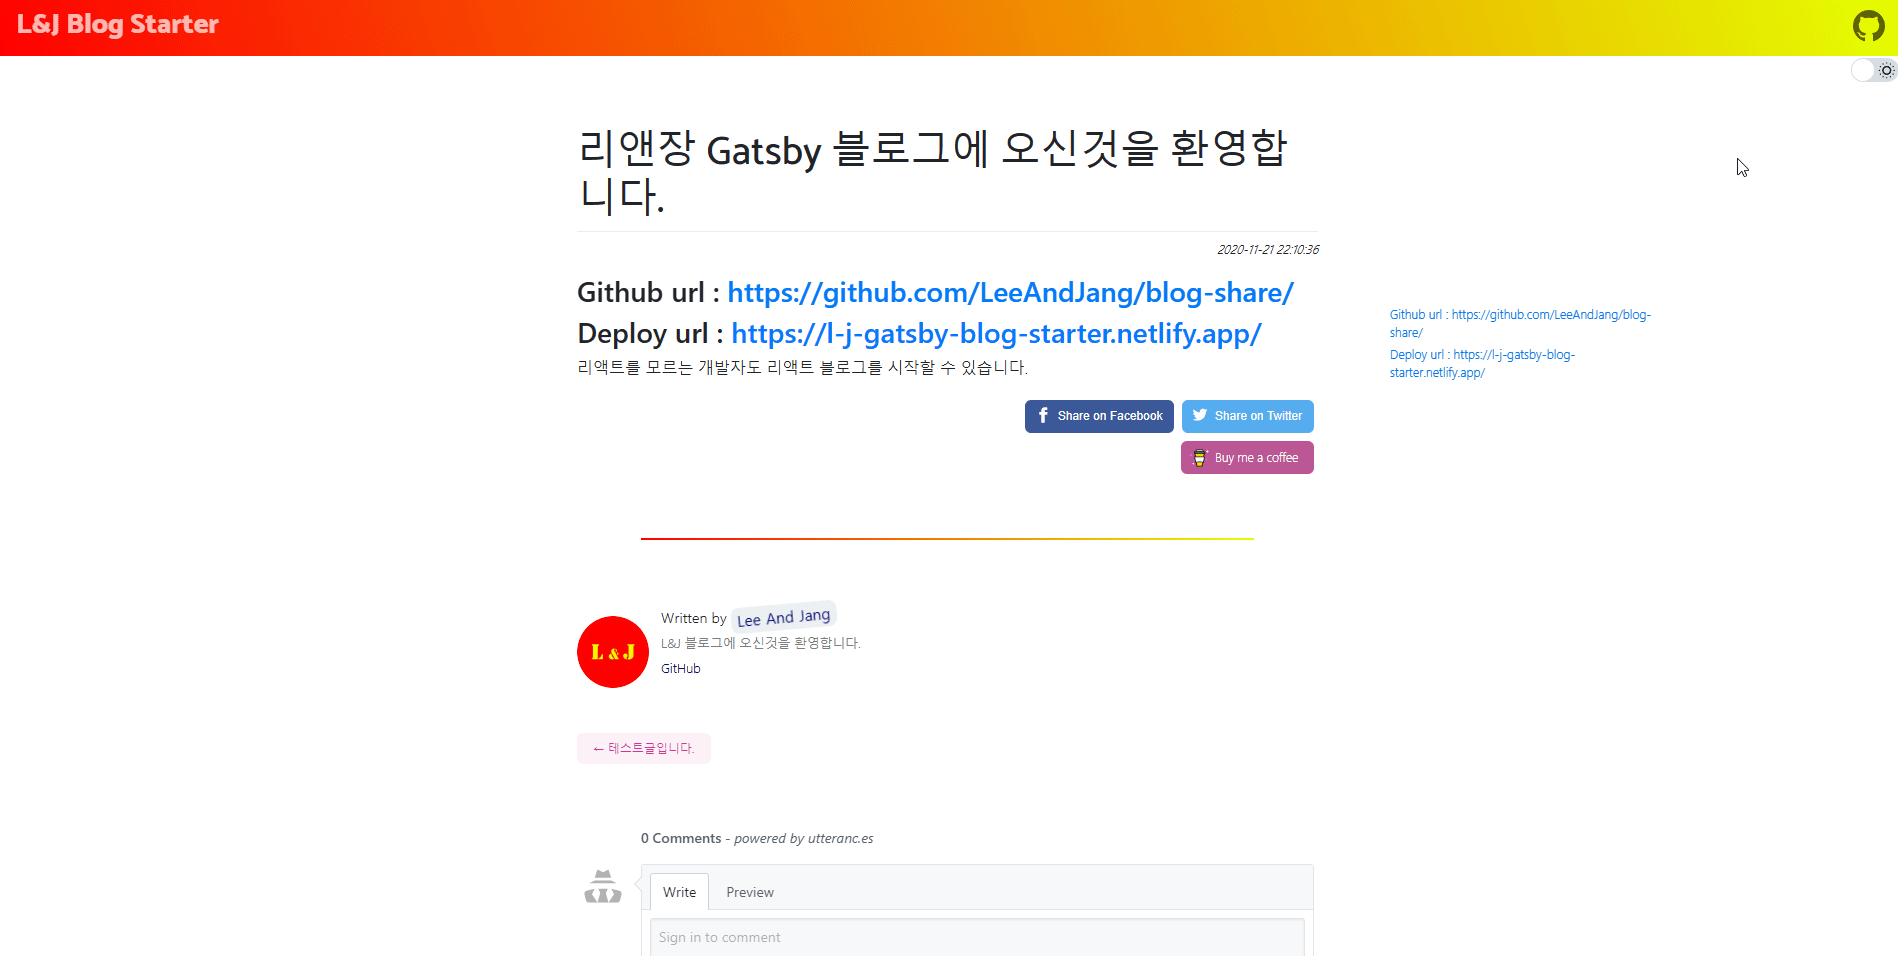 L&J Blog Starter
리앤장 Gatsby 블로그에 오신것을 환영합
니다.
2020-11-21 22:10:36
Github url : https://github.com/LeeAndJang/blog-share/
Deploy url : https://l-j-gatsby-blog-starter.netlify.app/
리액트를 모르는 개발자도 리액트 블로그를 시작할 수 있습니다.
Github url : https://github.com/LeeAndJang/blog-
share/
Deploy url : https://l-j-gatsby-blog-
starter.netlify.app/
Share on Facebook
Share on Twitter
Buy me a coffee
L & J
Written by Lee And Jang
L&J 블로그에 오신것을 환영합니다.
GitHub
← 테스트글입니다.
0 Comments - powered by utteranc.es
Write
Preview
Sign in to comment